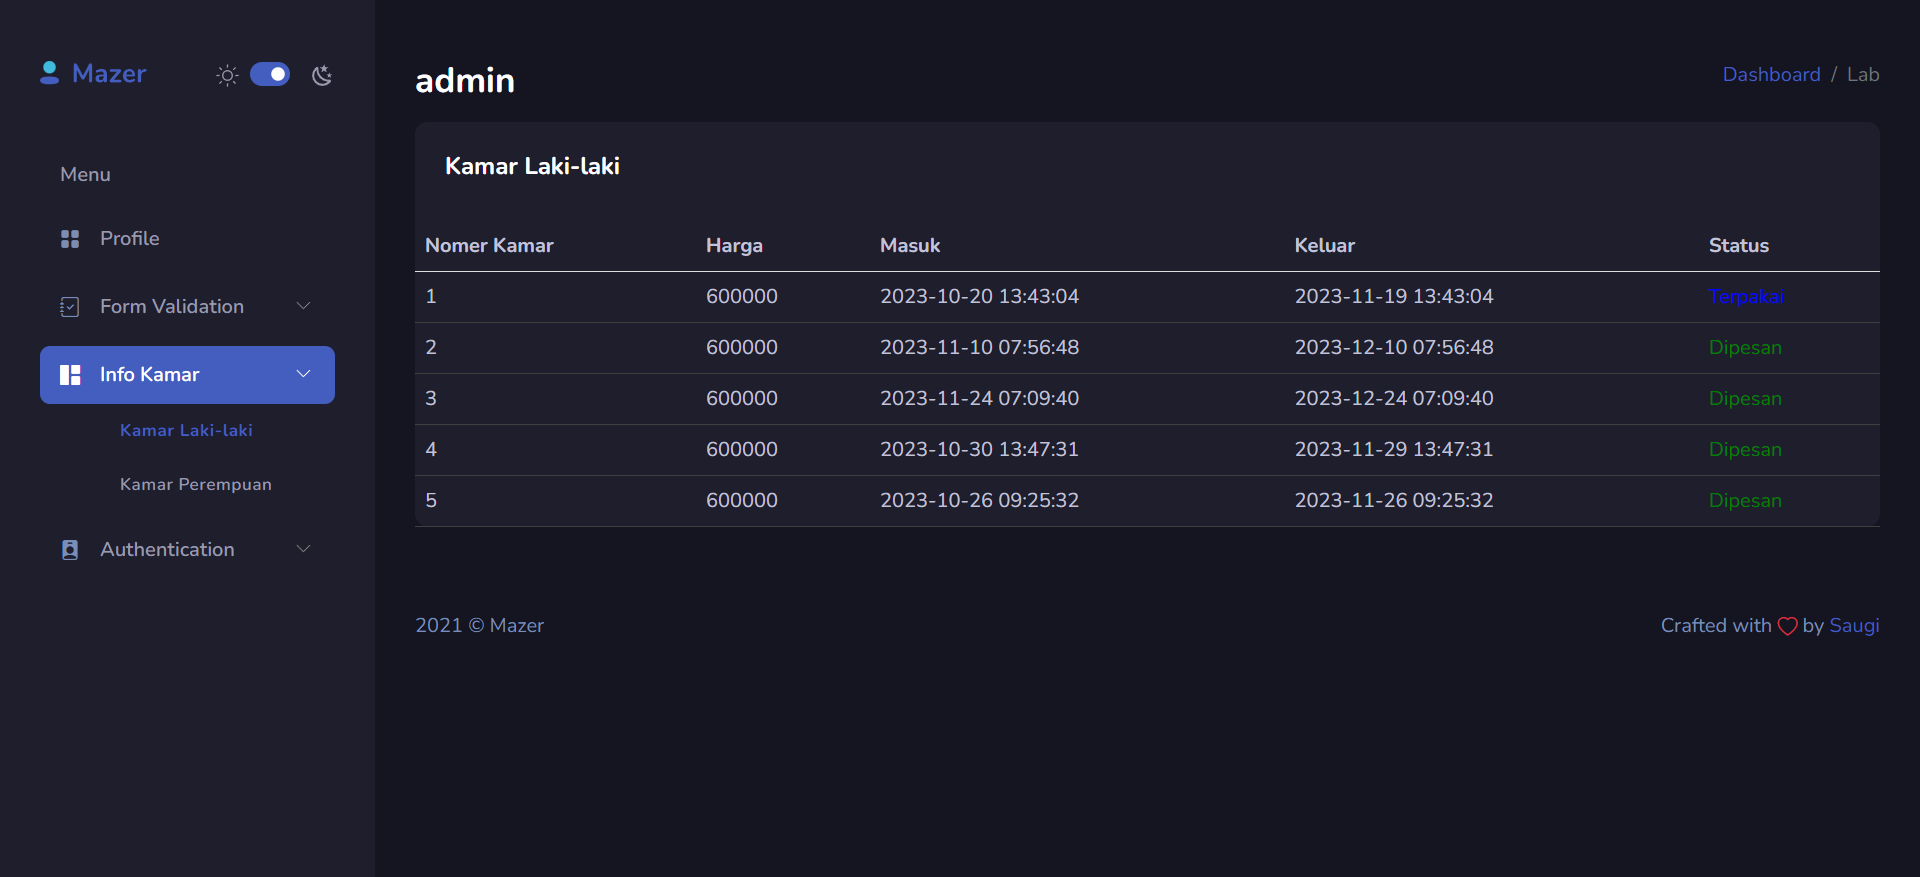 Mazer
Menu
Profile
Form Validation
Info Kamar
Kamar Laki-laki
Kamar Perempuan
Authentication
admin
Dashboard / Lab
Kamar Laki-laki
Nomer Kamar Harga Masuk Keluar Status
1 600000 2023-10-20 13:43:04 2023-11-19 13:43:04 Terpakai
2 600000 2023-11-10 07:56:48 2023-12-10 07:56:48 Dipesan
3 600000 2023-11-24 07:09:40 2023-12-24 07:09:40 Dipesan
4 600000 2023-10-30 13:47:31 2023-11-29 13:47:31 Dipesan
5 600000 2023-10-26 09:25:32 2023-11-26 09:25:32 Dipesan
2021 © Mazer
Crafted with by Saugi